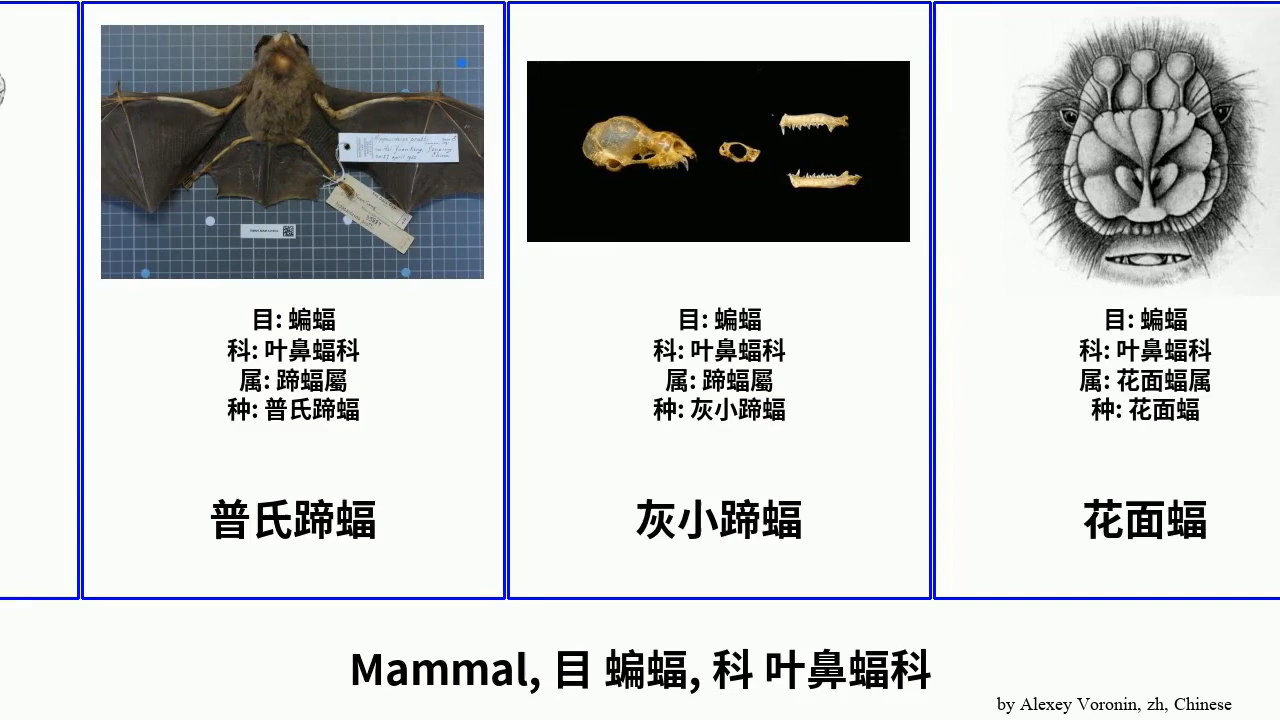 目: 蝙蝠
科: 叶鼻蝠科
属: 蹄蝠屬
种: 普氏蹄蝠
普氏蹄蝠
目: 蝙蝠
科: 叶鼻蝠科
属: 蹄蝠屬
种: 灰小蹄蝠
灰小蹄蝠
目: 蝙蝠
科: 叶鼻蝠科
属: 花面蝠属
种: 花面蝠
花面蝠
Mammal, 目 蝙蝠, 科 叶鼻蝠科
by Alexey Voronin, zh, Chinese